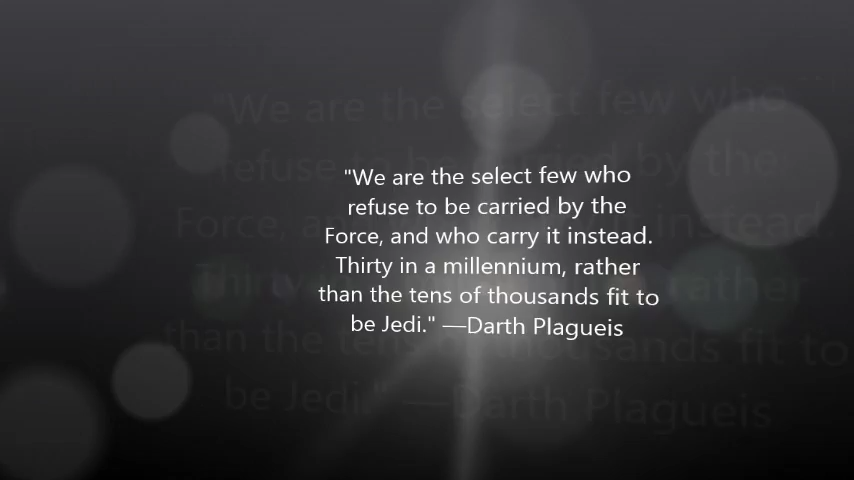 "We are the select few who
refuse to be carried by the
Force, and who carry it instead.
Thirty in a millennium, rather
than the tens of thousands fit to
be Jedi." —Darth Plagueis